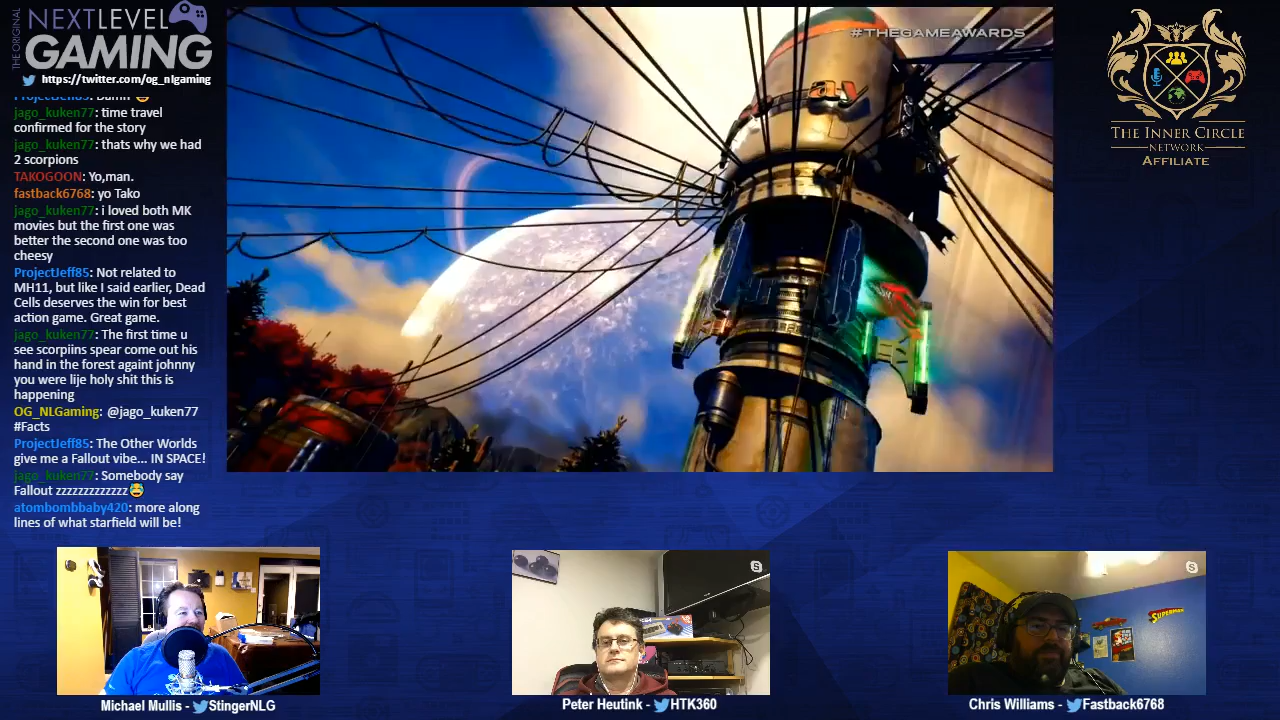 THE ORIGINAL
NEXTLEVEL
GAMING
https://twitter.com/og_nlgaming
ProjectJeff85: Damn
jago_kuken77: time travel
confirmed for the story
jago_kuken77: thats why we had
2 scorpions
TAKOGOON: Yo,man.
fastback6768: yo Tako
jago_kuken77: i loved both MK
movies but the first one was
better the second one was too
cheesy
ProjectJeff85: Not related to
MH11, but like I said earlier, Dead
Cells deserves the win for best
action game. Great game.
jago_kuken77: The first time u
see scorpiins spear come out his
hand in the forest againt johnny
you were lije holy shit this is
happening
OG_NLGaming: @jago_kuken77
#Facts
ProjectJeff85: The Other Worlds
give me a Fallout vibe... IN SPACE!
jago_kuken77: Somebody say
Fallout zzzzzzzzzzzzz😅
atombombbaby420: more along
lines of what starfield will be!
#THEGAMEAWARDS
THE INNER CIRCLE
NETWORK
AFFILIATE
SUPERMAN
Michael Mullis - StingerNLG
Peter Heutink - HTK360
Chris Williams - Fastback6768